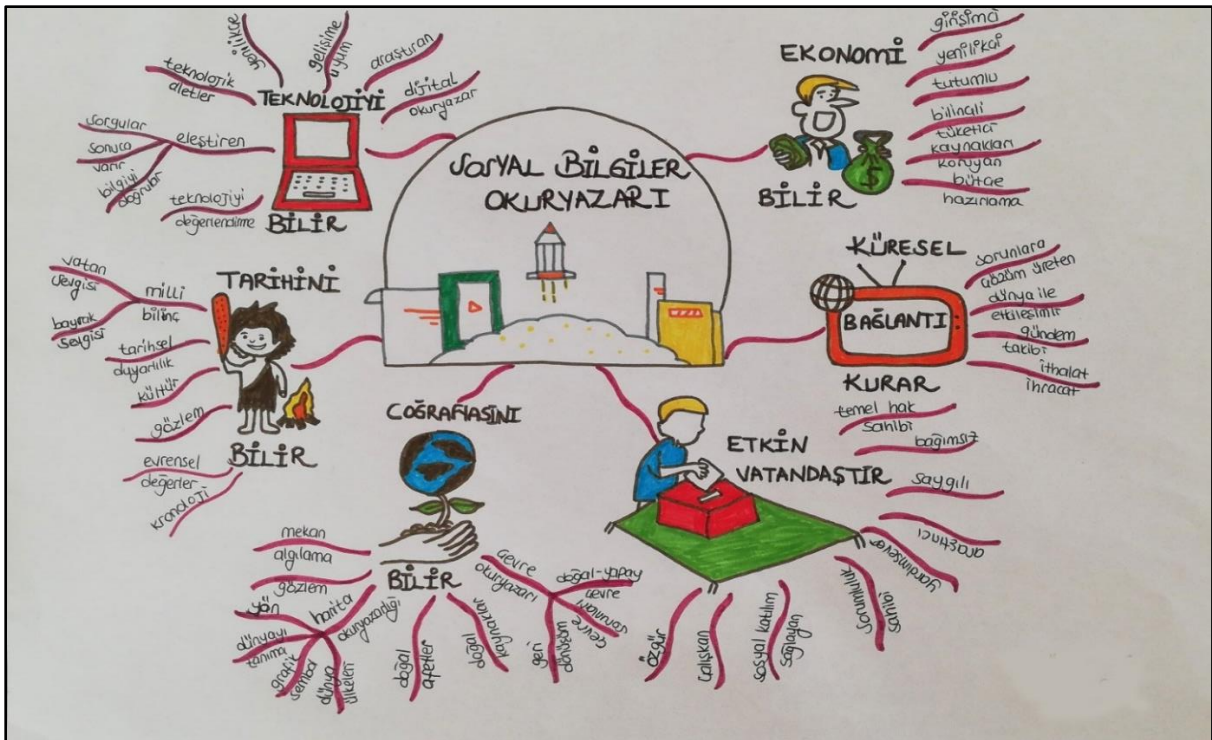 SOSYAL BİLGİLER
OKURYAZARI
TEKNOLOJİYİ
BİLİR
teknolojik
aletler
yenilikçe
gelişime
uyum
araştıran
dijital
okuryazar
eleştiren
sorgular
sonuca
varır
bilgiyi
doğrular
teknolojiyi
değerlendirme
EKONOMİ
BİLİR
$
girişimci
yenilikçi
tutumlu
bilinçli
tüketici
kaynakları
koruyan
bütçe
hazırlama
TARİHİNİ
BİLİR
milli
bilinç
vatan
sevgisi
bayrak
sevgisi
tarihsel
duyarlılık
kültür
gözlem
evrensel
değerler
kronoloji
KÜRESEL
BAĞLANTI
KURAR
sorunlara
çözüm üreten
dünya ile
etkileşimli
gündem
takibi
ithalat
ihracat
COĞRAFİASINI
BİLİR
mekan
algılama
gözlem
harita
okuryazarlığı
yön
dünyayı
tanıma
grafik
sembol
dünya
ülkeleri
doğal
afetler
doğal
kaynaklar
çevre
okuryazarı
doğal-yapay
çevre
çevre
sorunları
geri
dönüşüm
ETKİN
VATANDAŞTIR
temel hak
sahibi
bağımsız
saygılı
araştırıcı
yardımsever
sorumluluk
sahibi
sosyal katılım
sağlayan
çalışkan
özgür